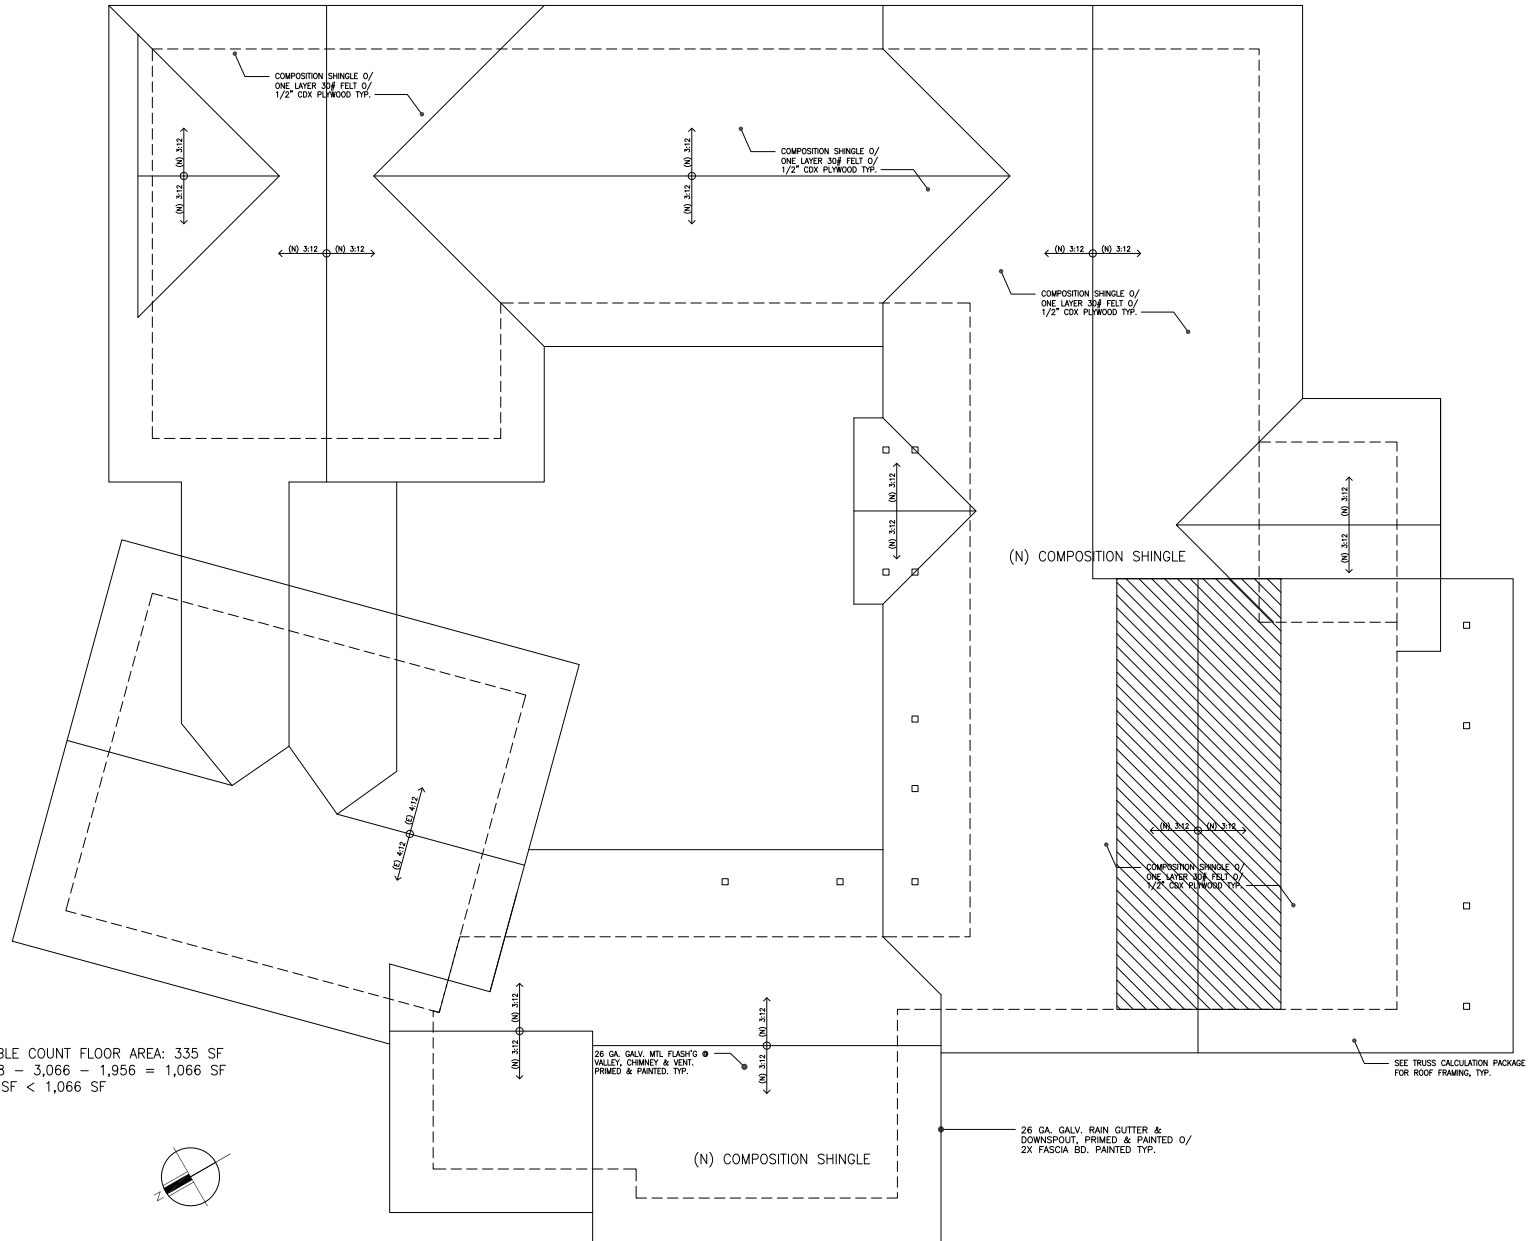 COMPOSITION SHINGLE O/
ONE LAYER 30# FELT O/
1/2" CDX PLYWOOD TYP.
COMPOSITION SHINGLE O/
ONE LAYER 30# FELT O/
1/2" CDX PLYWOOD TYP.
(N) 3:12
(N) 3:12
(N) 3:12
(N) 3:12
(N) 3:12 (N) 3:12
(N) 3:12 (N) 3:12
COMPOSITION SHINGLE O/
ONE LAYER 30# FELT O/
1/2" CDX PLYWOOD TYP.
(N) 3:12
(N) 3:12
(N) 3:12
(N) 3:12
(N) COMPOSITION SHINGLE
(E) 4:12
(E) 4:12
(N) 3:12 (N) 3:12
COMPOSITION SHINGLE O/
ONE LAYER 30# FELT O/
1/2" CDX PLYWOOD TYP.
(N) 3:12
(N) 3:12
(N) 3:12
(N) 3:12
26 GA. GALV. MTL FLASH'G @
VALLEY, CHIMNEY & VENT.
PRIMED & PAINTED. TYP.
BLE COUNT FLOOR AREA: 335 SF
8 - 3,066 - 1,956 = 1,066 SF
SF < 1,066 SF
SEE TRUSS CALCULATION PACKAGE
FOR ROOF FRAMING, TYP.
26 GA. GALV. RAIN GUTTER &
DOWNSPOUT, PRIMED & PAINTED O/
2X FASCIA BD. PAINTED TYP.
(N) COMPOSITION SHINGLE
N